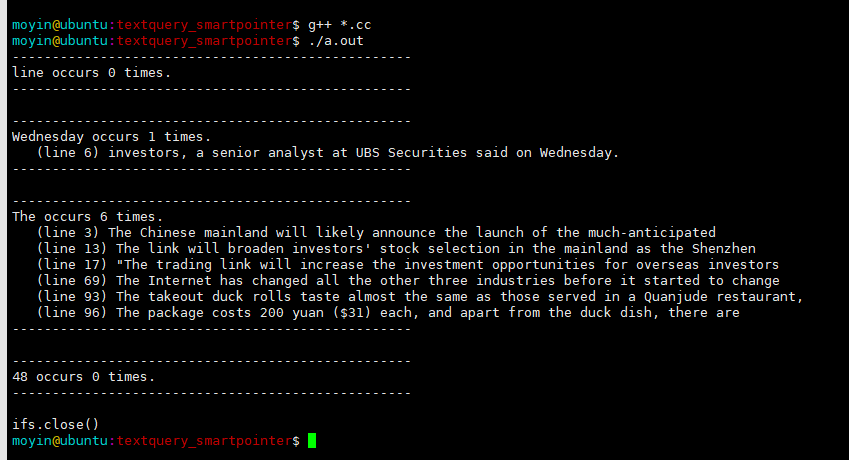 moyin@ubuntu:textquery_smartpointer$ g++ *.cc
moyin@ubuntu:textquery_smartpointer$ ./a.out
--------------------------------------------------
line occurs 0 times.
--------------------------------------------------
--------------------------------------------------
Wednesday occurs 1 times.
(line 6) investors, a senior analyst at UBS Securities said on Wednesday.
--------------------------------------------------
--------------------------------------------------
The occurs 6 times.
(line 3) The Chinese mainland will likely announce the launch of the much-anticipated
(line 13) The link will broaden investors' stock selection in the mainland as the Shenzhen
(line 17) "The trading link will increase the investment opportunities for overseas investors
(line 69) The Internet has changed all the other three industries before it started to change
(line 93) The takeout duck rolls taste almost the same as those served in a Quanjude restaurant,
(line 96) The package costs 200 yuan ($31) each, and apart from the duck dish, there are
--------------------------------------------------
--------------------------------------------------
48 occurs 0 times.
--------------------------------------------------
ifs.close()
moyin@ubuntu:textquery_smartpointer$